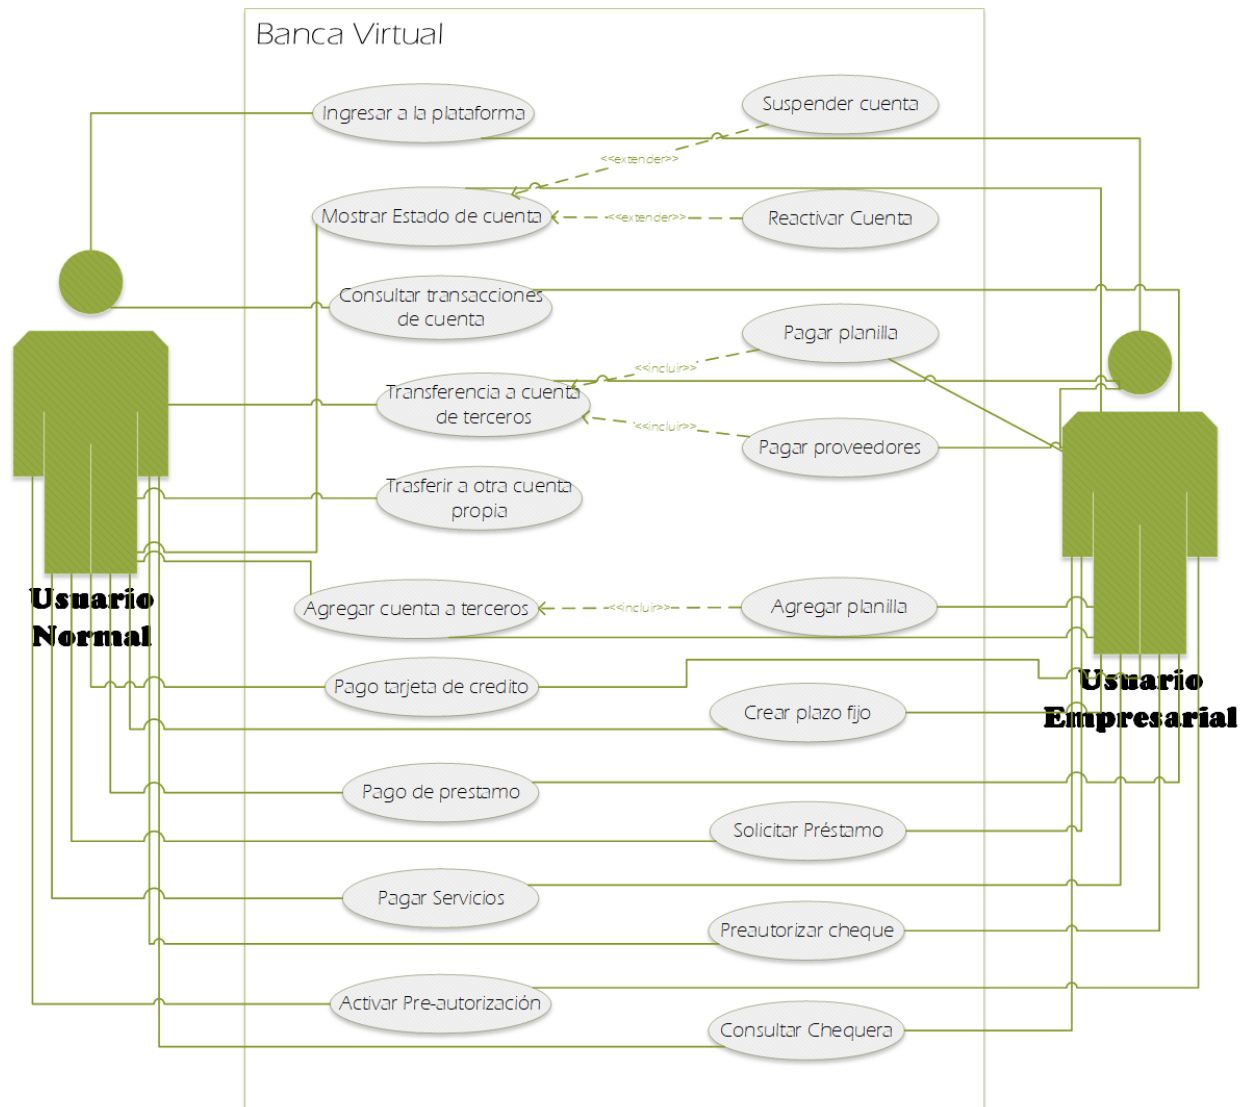 Banca Virtual
Ingresar a la plataforma
Suspender cuenta
<<extender>>
Mostrar Estado de cuenta
<<extender>>
Reactivar Cuenta
Consultar transacciones
de cuenta
Pagar planilla
<<incluir>>
Transferencia a cuenta
de terceros
<<incluir>>
Pagar proveedores
Trasferir a otra cuenta
propia
Usuario
Normal
Agregar cuenta a terceros
<<incluir>>
Agregar planilla
Usuario
Empresarial
Pago tarjeta de credito
Crear plazo fijo
Pago de prestamo
Solicitar Préstamo
Pagar Servicios
Preautorizar cheque
Activar Pre-autorización
Consultar Chequera